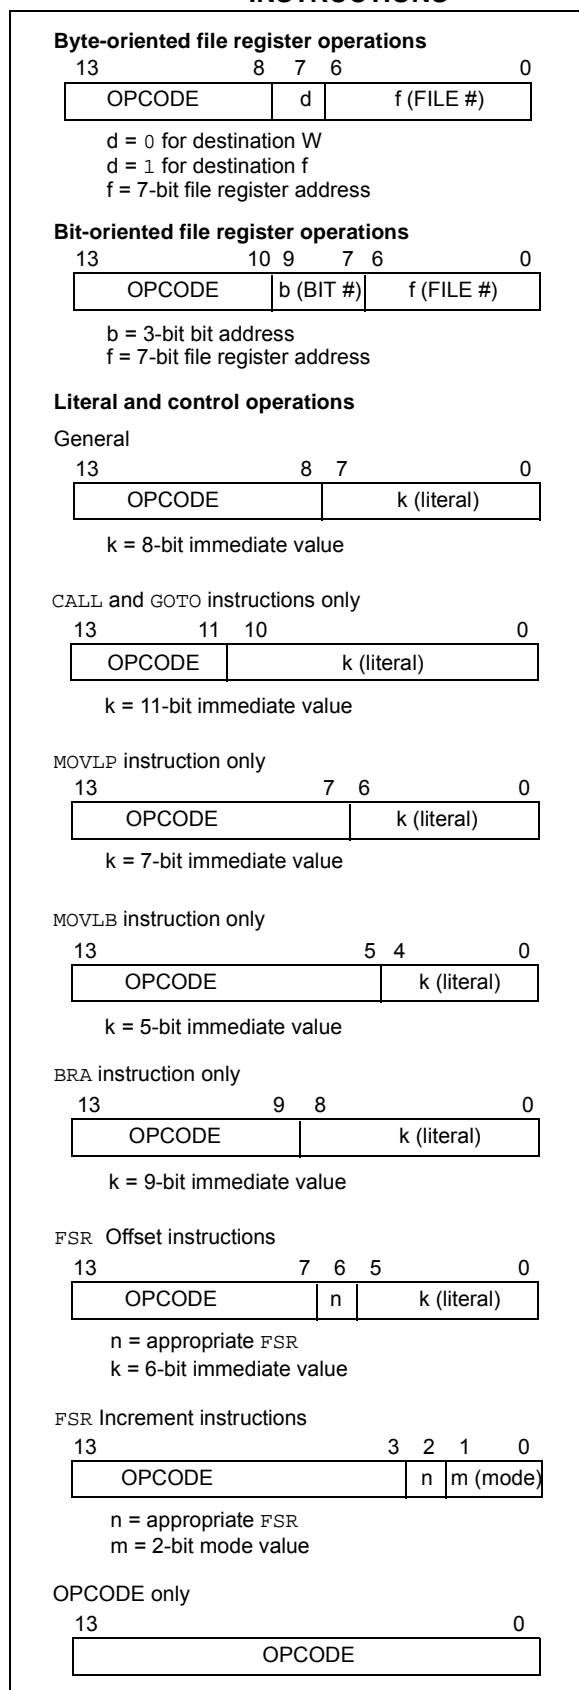 Byte-oriented file register operations
13 8 7 6 0
OPCODE d f (FILE #)
d = 0 for destination W
d = 1 for destination f
f = 7-bit file register address
Bit-oriented file register operations
13 10 9 7 6 0
OPCODE b (BIT #) f (FILE #)
b = 3-bit bit address
f = 7-bit file register address
Literal and control operations
General
13 8 7 0
OPCODE k (literal)
k = 8-bit immediate value
CALL and GOTO instructions only
13 11 10 0
OPCODE k (literal)
k = 11-bit immediate value
MOVLP instruction only
13 7 6 0
OPCODE k (literal)
k = 7-bit immediate value
MOVLB instruction only
13 5 4 0
OPCODE k (literal)
k = 5-bit immediate value
BRA instruction only
13 9 8 0
OPCODE k (literal)
k = 9-bit immediate value
FSR Offset instructions
13 7 6 5 0
OPCODE n k (literal)
n = appropriate FSR
k = 6-bit immediate value
FSR Increment instructions
13 3 2 1 0
OPCODE n m (mode)
n = appropriate FSR
m = 2-bit mode value
OPCODE only
13 0
OPCODE